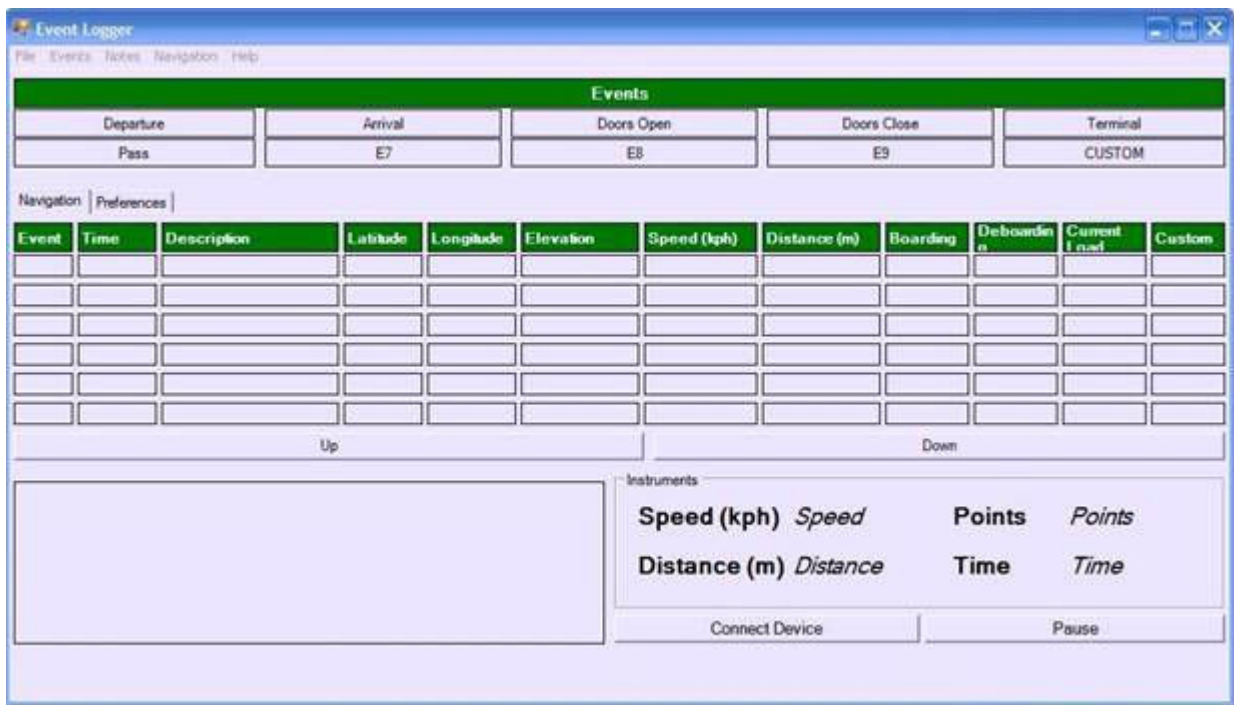 Event Logger
File Events Notes Navigation Help
Events
Departure Arrival Doors Open Doors Close Terminal
Pass E7 E8 E9 CUSTOM
Navigation Preferences
Event Time Description Latitude Longitude Elevation Speed (kph) Distance (m) Boarding Deboarding Current Load Custom
Up Down
Instruments
Speed (kph) Speed Points Points
Distance (m) Distance Time Time
Connect Device Pause